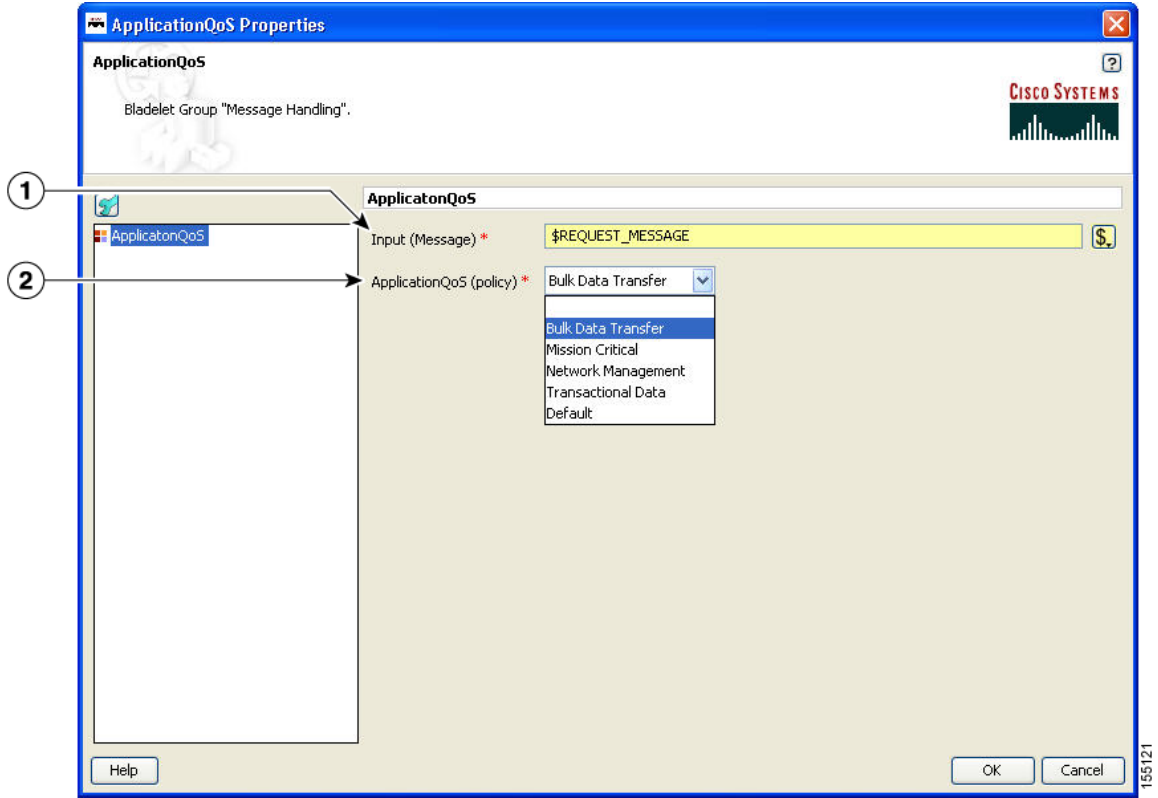 ApplicationQoS Properties
ApplicationQoS
?
Bladelet Group "Message Handling".
CISCO SYSTEMS
1
ApplicatonQoS
ApplicatonQoS
Input (Message) *
$REQUEST_MESSAGE
$
2
ApplicationQoS (policy) *
Bulk Data Transfer
Bulk Data Transfer
Mission Critical
Network Management
Transactional Data
Default
Help
OK
Cancel
155121